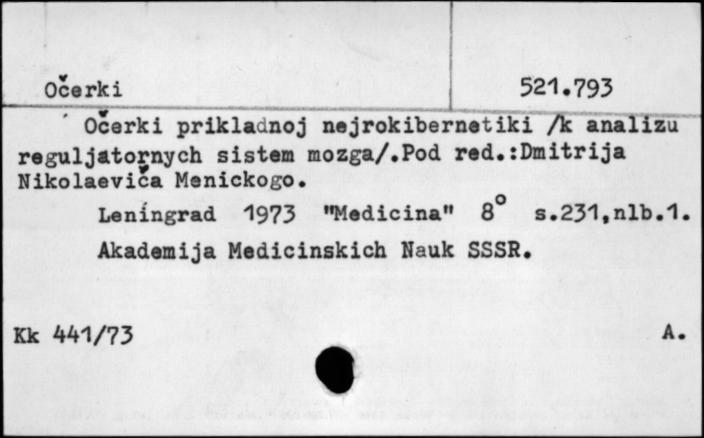 Očerki 521.793
Očerki prikladnoj nejrokibernetiki /k analizu
reguljatornych sistem mozga/.Pod red.:Dmitrija
Nikolaeviča Menickogo.
Leningrad 1973 "Medicina" 8° s.231,nlb.1.
Akademija Medicinskich Nauk SSSR.
Kk 441/73 A.